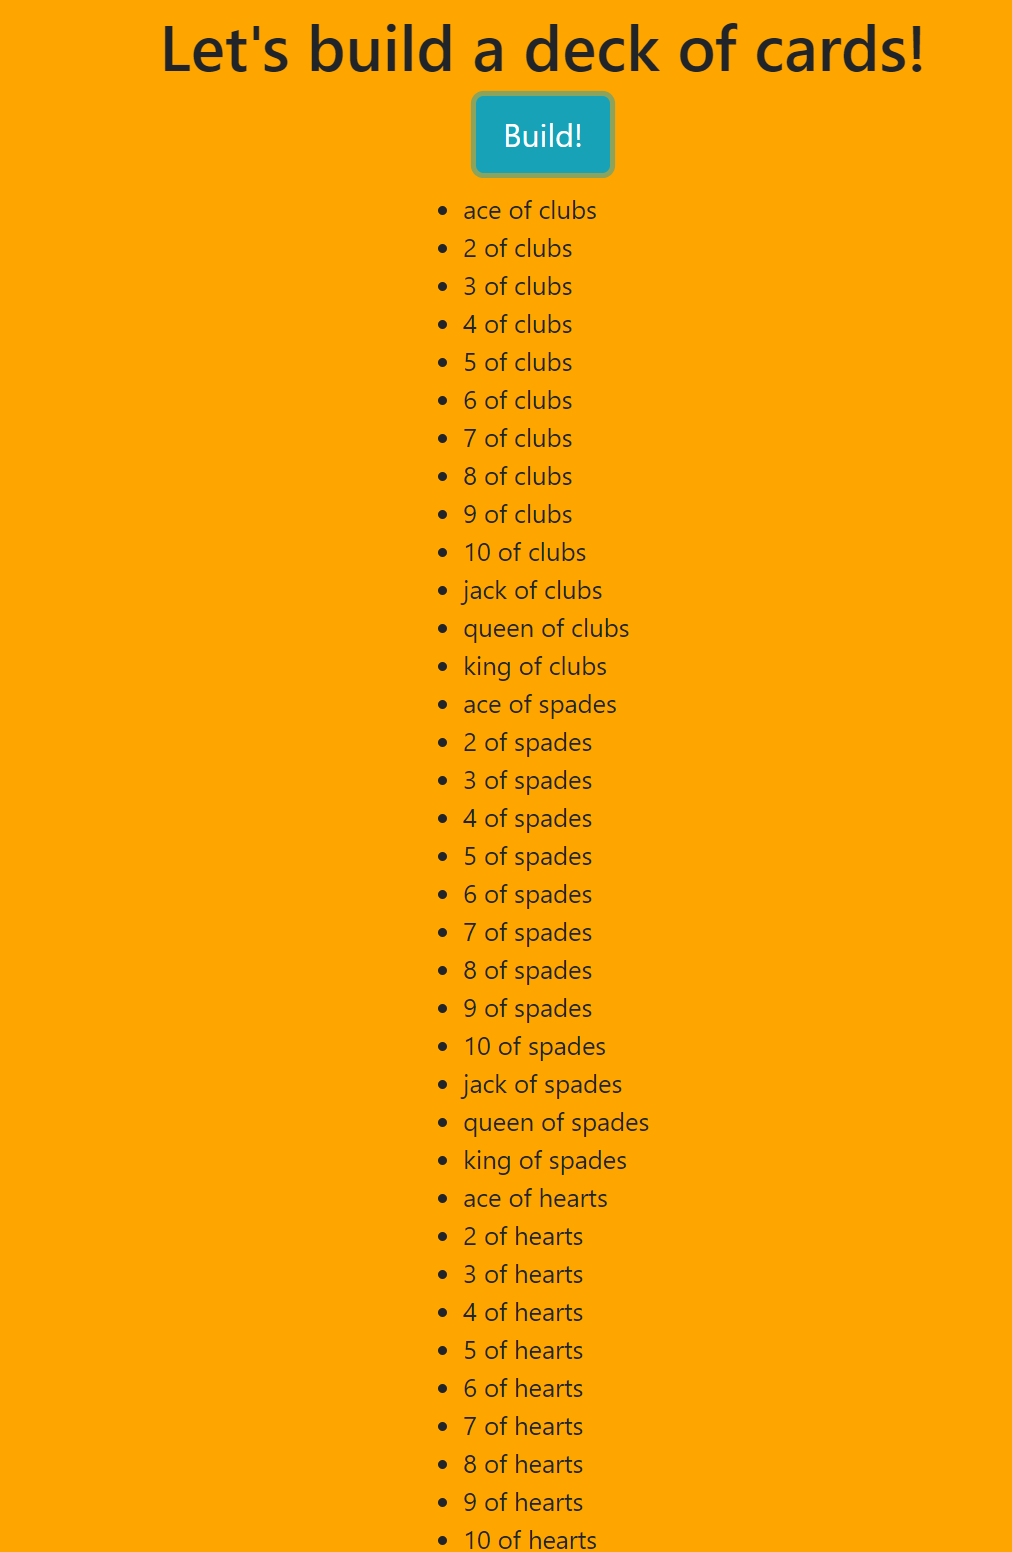 Let's build a deck of cards!
Build!
ace of clubs
2 of clubs
3 of clubs
4 of clubs
5 of clubs
6 of clubs
7 of clubs
8 of clubs
9 of clubs
10 of clubs
jack of clubs
queen of clubs
king of clubs
ace of spades
2 of spades
3 of spades
4 of spades
5 of spades
6 of spades
7 of spades
8 of spades
9 of spades
10 of spades
jack of spades
queen of spades
king of spades
ace of hearts
2 of hearts
3 of hearts
4 of hearts
5 of hearts
6 of hearts
7 of hearts
8 of hearts
9 of hearts
10 of hearts